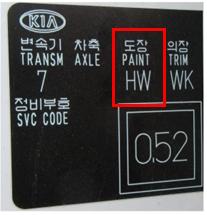 KIA
변속기 차축 도장 의장
TRANSM AXLE PAINT TRIM
7 HW WK
정비부호
SVC CODE
0.52